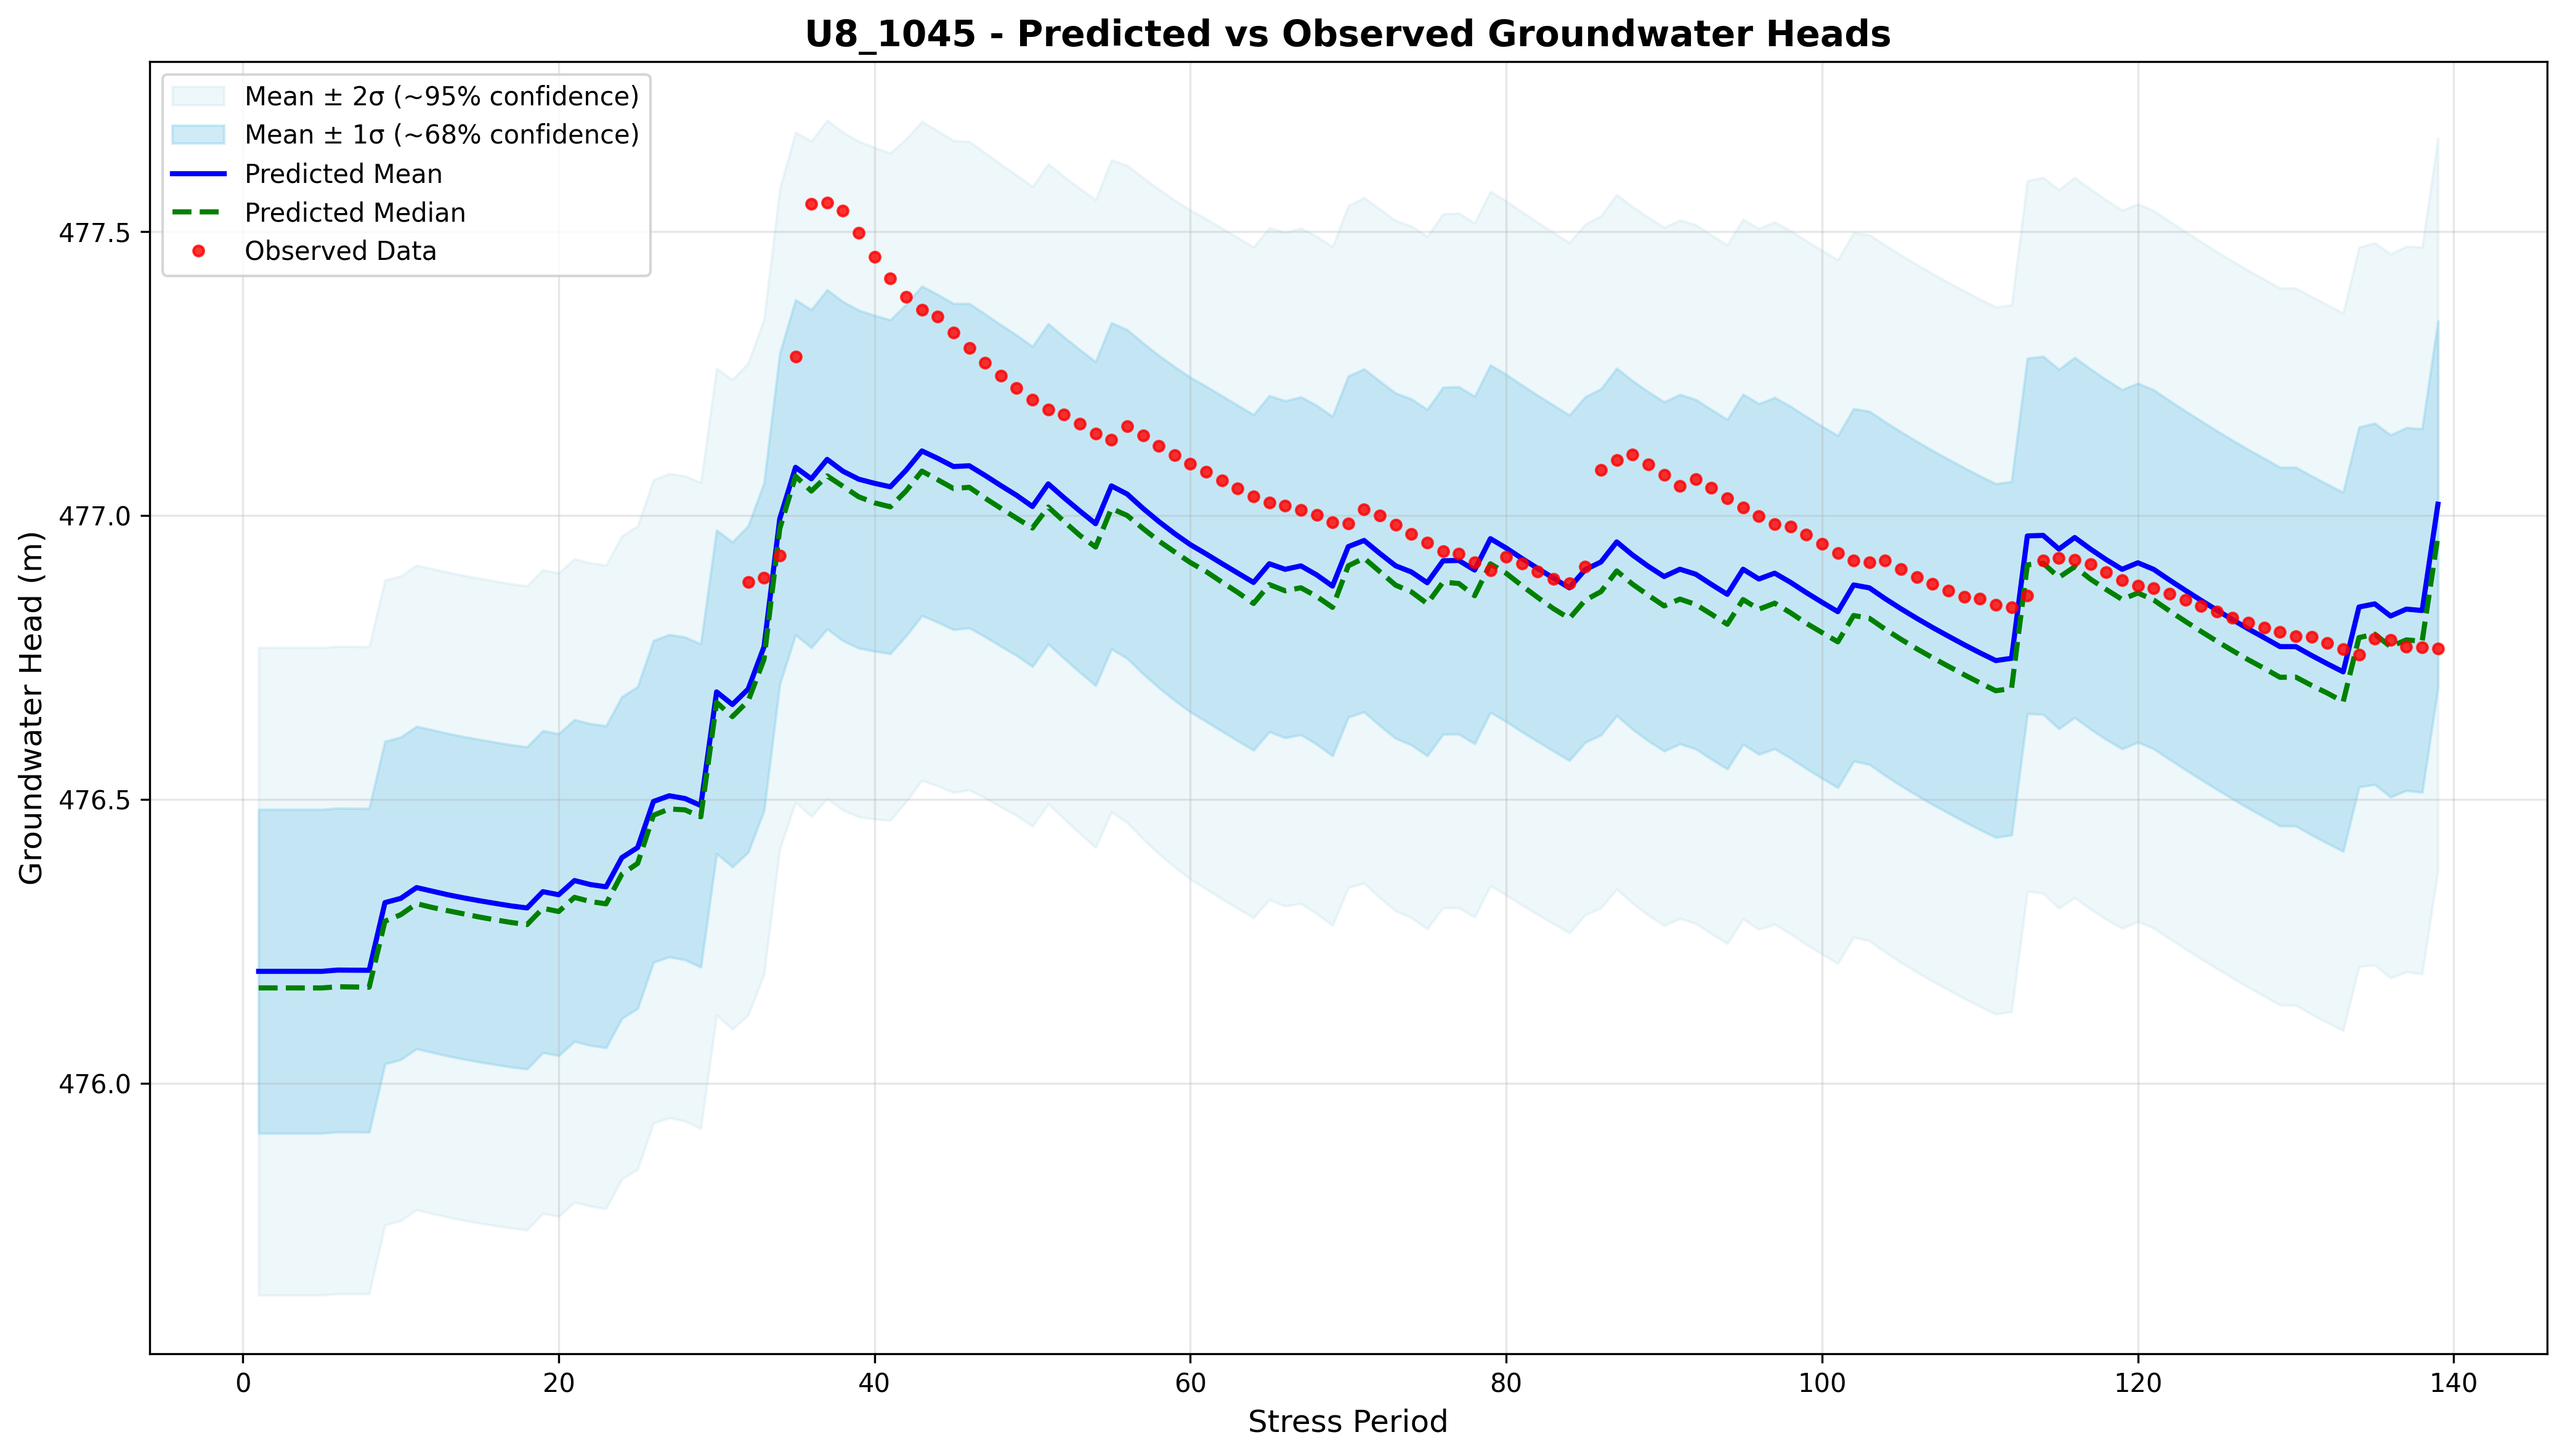 U8_1045 - Predicted vs Observed Groundwater Heads
Mean ± 2σ (~95% confidence)
Mean ± 1σ (~68% confidence)
Predicted Mean
Predicted Median
Observed Data
Groundwater Head (m)
477.5
477.0
476.5
476.0
0 20 40 60 80 100 120 140
Stress Period